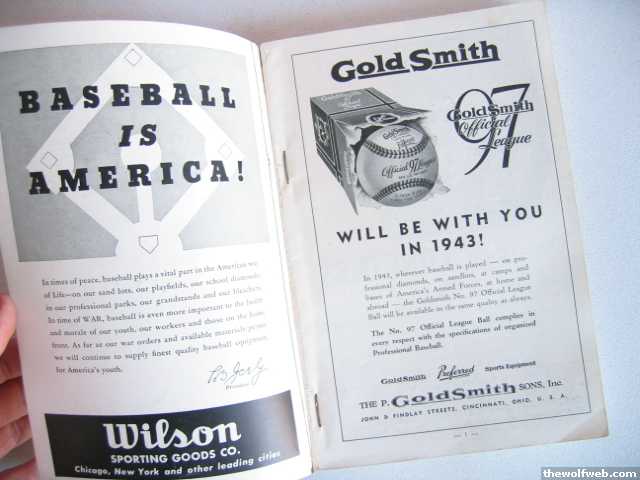 BASEBALL
IS
AMERICA!
In times of peace, baseball plays a vital part in the American way
of Life—on our sand lots, our playfields, our school diamonds,
in our professional parks, our grandstands and our bleachers.
In time of WAR, baseball is even more important to the health
and morale of our youth, our workers and those on the home
front. As far as our war orders and available materials permit
we will continue to supply finest quality baseball equipment
for America's youth.
President
Wilson
SPORTING GOODS CO.
Chicago, New York and other leading cities
GoldSmith
GoldSmith
Official 97 League
97
GoldSmith
Official
League
WILL BE WITH YOU
IN 1943!
In 1943, wherever baseball is played — on pro-
fessional diamonds, on sandlots, at camps and
bases of America's Armed Forces, at home and
abroad — the Goldsmith No. 97 Official League
Ball will be available in the same quality as always.
The No. 97 Official League Ball complies in
every respect with the specifications of organized
Professional Baseball.
GoldSmith Preferred Sports Equipment
THE P. GoldSmith SONS, Inc.
JOHN & FINDLAY STREETS, CINCINNATI, OHIO, U. S. A.
— 1 —
thewolfweb.com